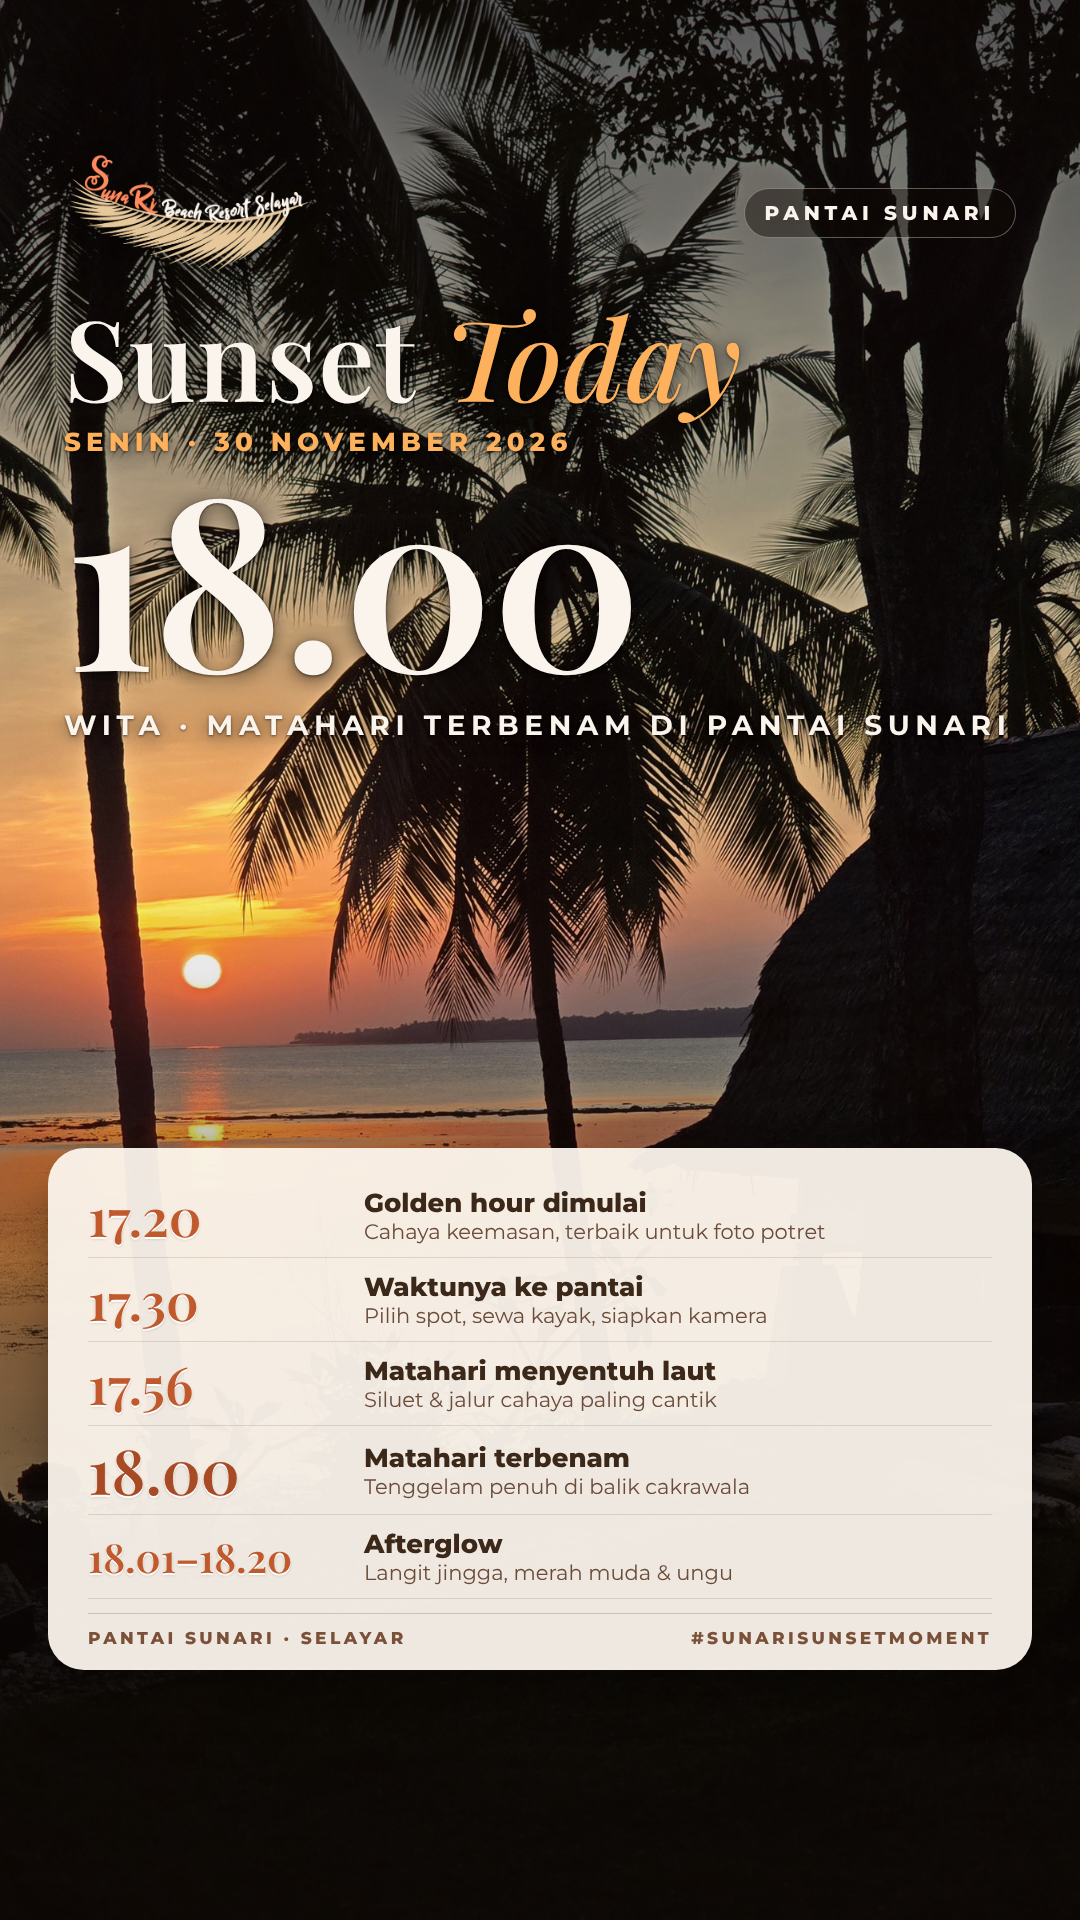 SunaRi Beach Resort Selayar
PANTAI SUNARI
Sunset Today
SENIN · 30 NOVEMBER 2026
18.00
WITA · MATAHARI TERBENAM DI PANTAI SUNARI
17.20
Golden hour dimulai
Cahaya keemasan, terbaik untuk foto potret
17.30
Waktunya ke pantai
Pilih spot, sewa kayak, siapkan kamera
17.56
Matahari menyentuh laut
Siluet & jalur cahaya paling cantik
18.00
Matahari terbenam
Tenggelam penuh di balik cakrawala
18.01–18.20
Afterglow
Langit jingga, merah muda & ungu
PANTAI SUNARI · SELAYAR
#SUNARISUNSETMOMENT